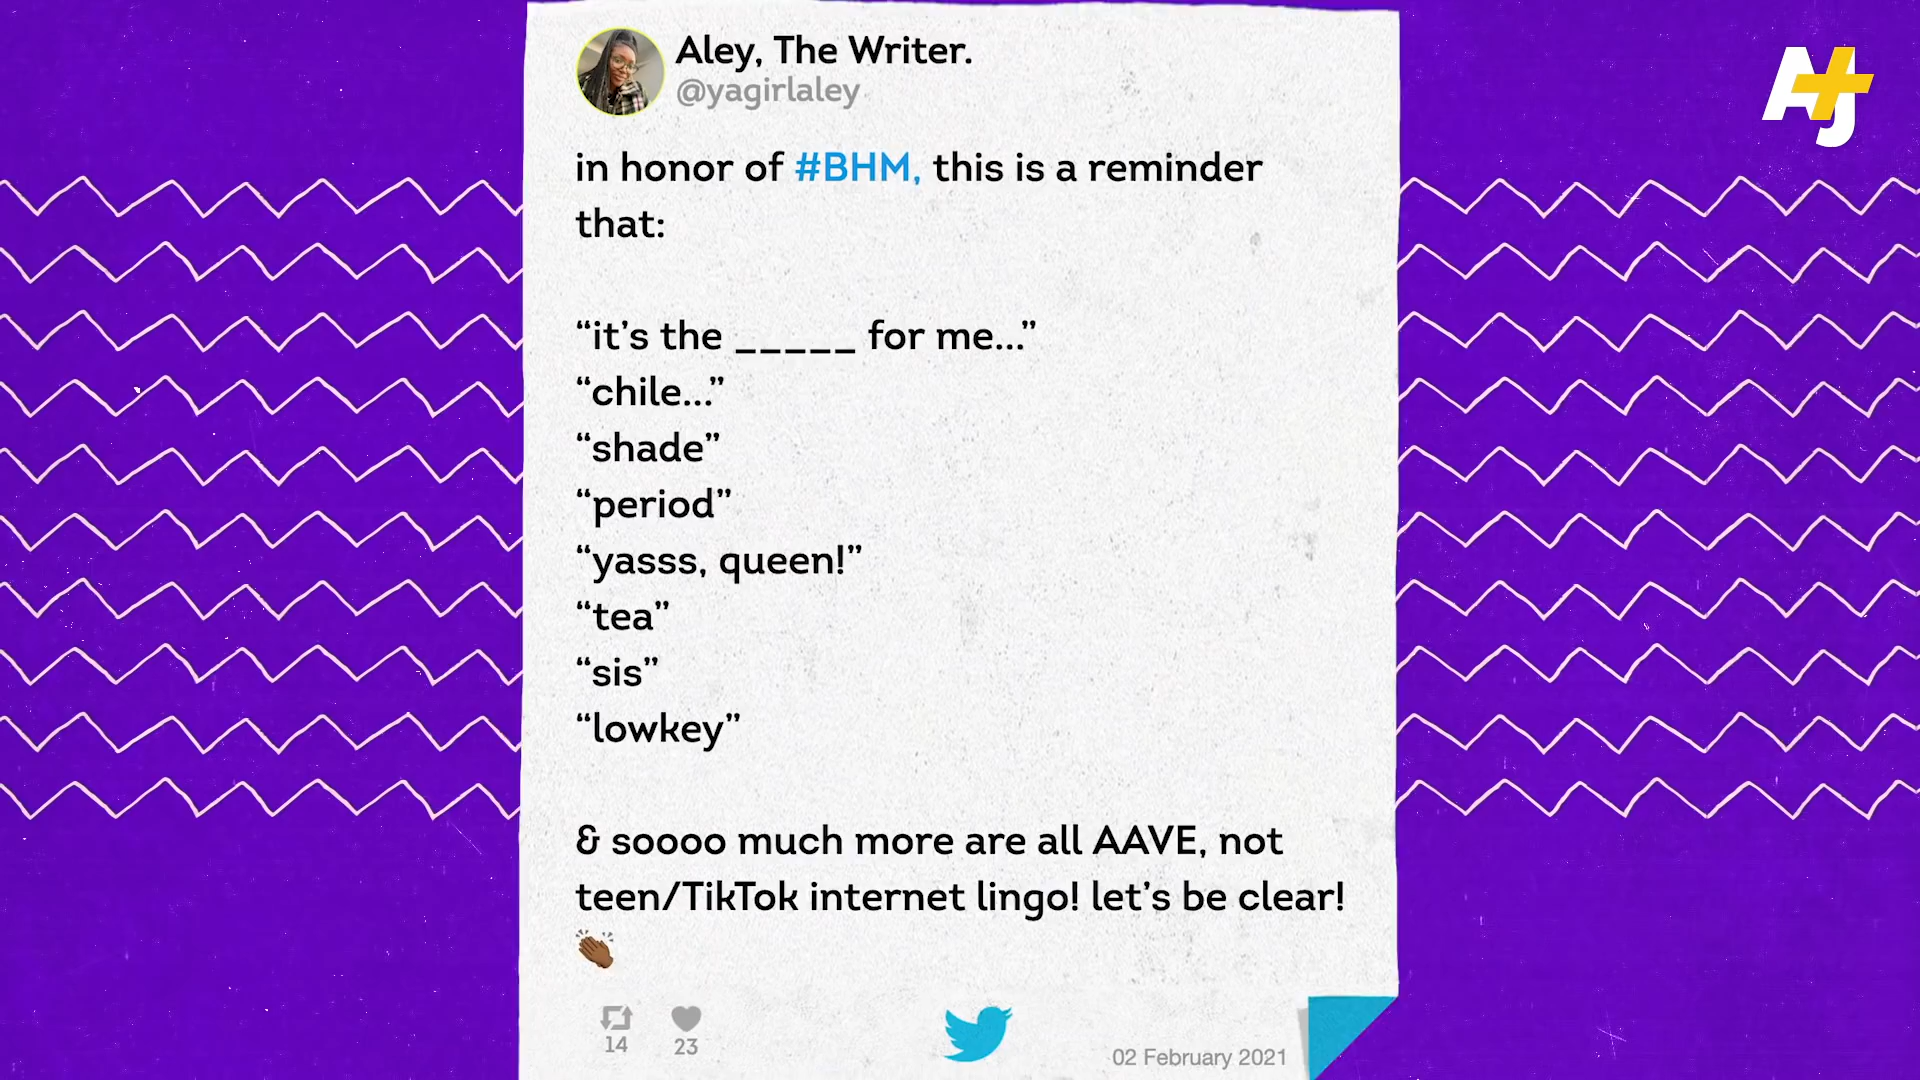 Aley, The Writer.
@yagirlaley
AJ+
in honor of #BHM, this is a reminder
that:
“it’s the _____ for me...”
“chile...”
“shade”
“period”
“yasss, queen!”
“tea”
“sis”
“lowkey”
& soooo much more are all AAVE, not
teen/TikTok internet lingo! let’s be clear!
👏🏾
14
23
02 February 2021